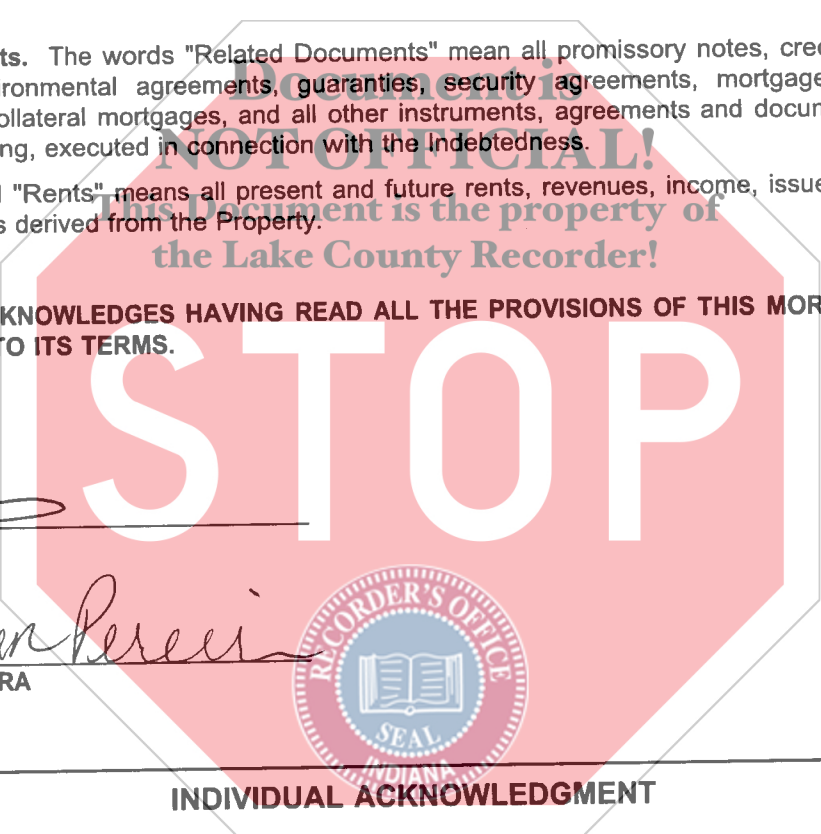 ts. The words "Related Documents" mean all promissory notes, cred
ironmental agreements, guaranties, security agreements, mortgage
ollateral mortgages, and all other instruments, agreements and docum
ng, executed in connection with the Indebtedness.
"Rents" means all present and future rents, revenues, income, issue
s derived from the Property.
Document is
NOT OFFICIAL!
This Document is the property of
the Lake County Recorder!
KNOWLEDGES HAVING READ ALL THE PROVISIONS OF THIS MOR
TO ITS TERMS.
STOP
RA
RECORDER'S OFFICE
SEAL
INDIANA
INDIVIDUAL ACKNOWLEDGMENT